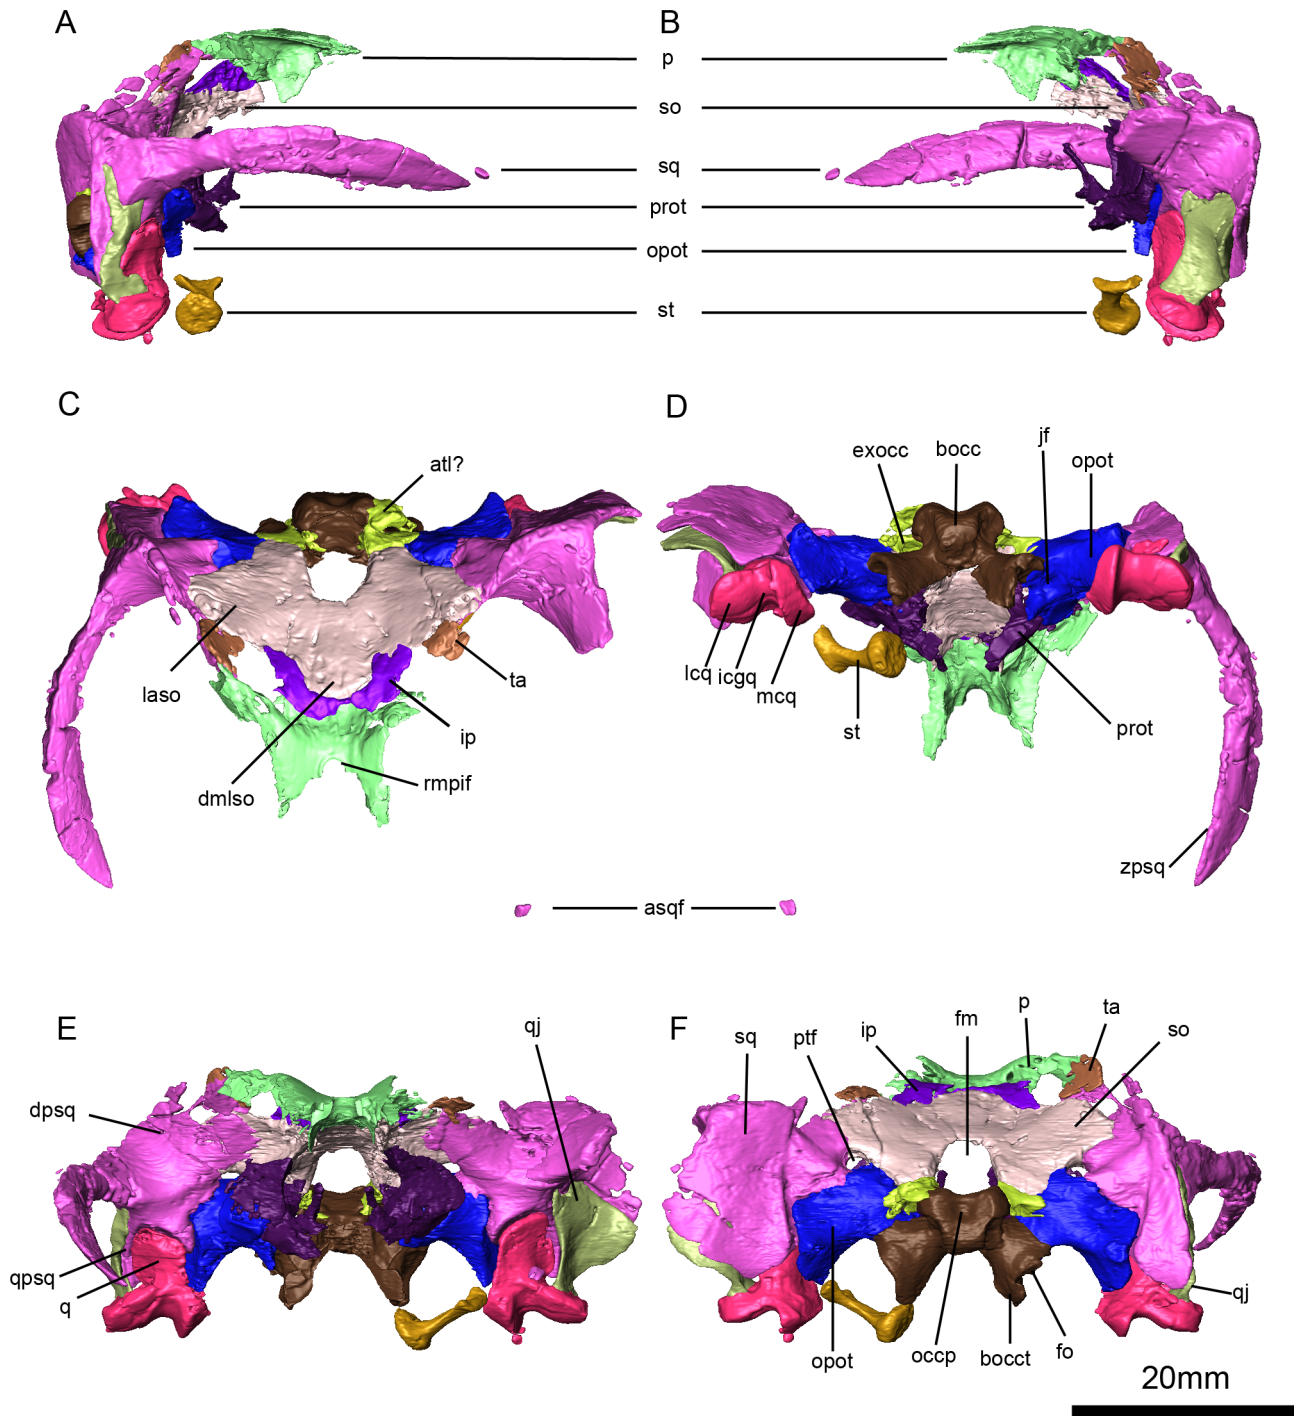 A
B
p
so
sq
prot
opot
st
C
D
atl?
laso
ta
ip
dmlso
rmpif
exocc
bocc
jf
opot
lcq
icgq
mcq
st
prot
zpsq
asqf
E
F
qj
dpsq
qpsq
q
sq
ptf
ip
fm
p
ta
so
opot
occp
bocct
fo
qj
20mm